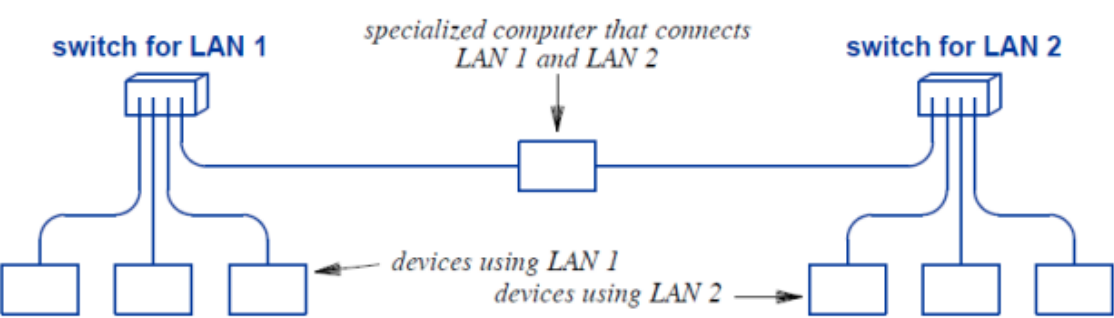 switch for LAN 1
specialized computer that connects
LAN 1 and LAN 2
switch for LAN 2
devices using LAN 1
devices using LAN 2